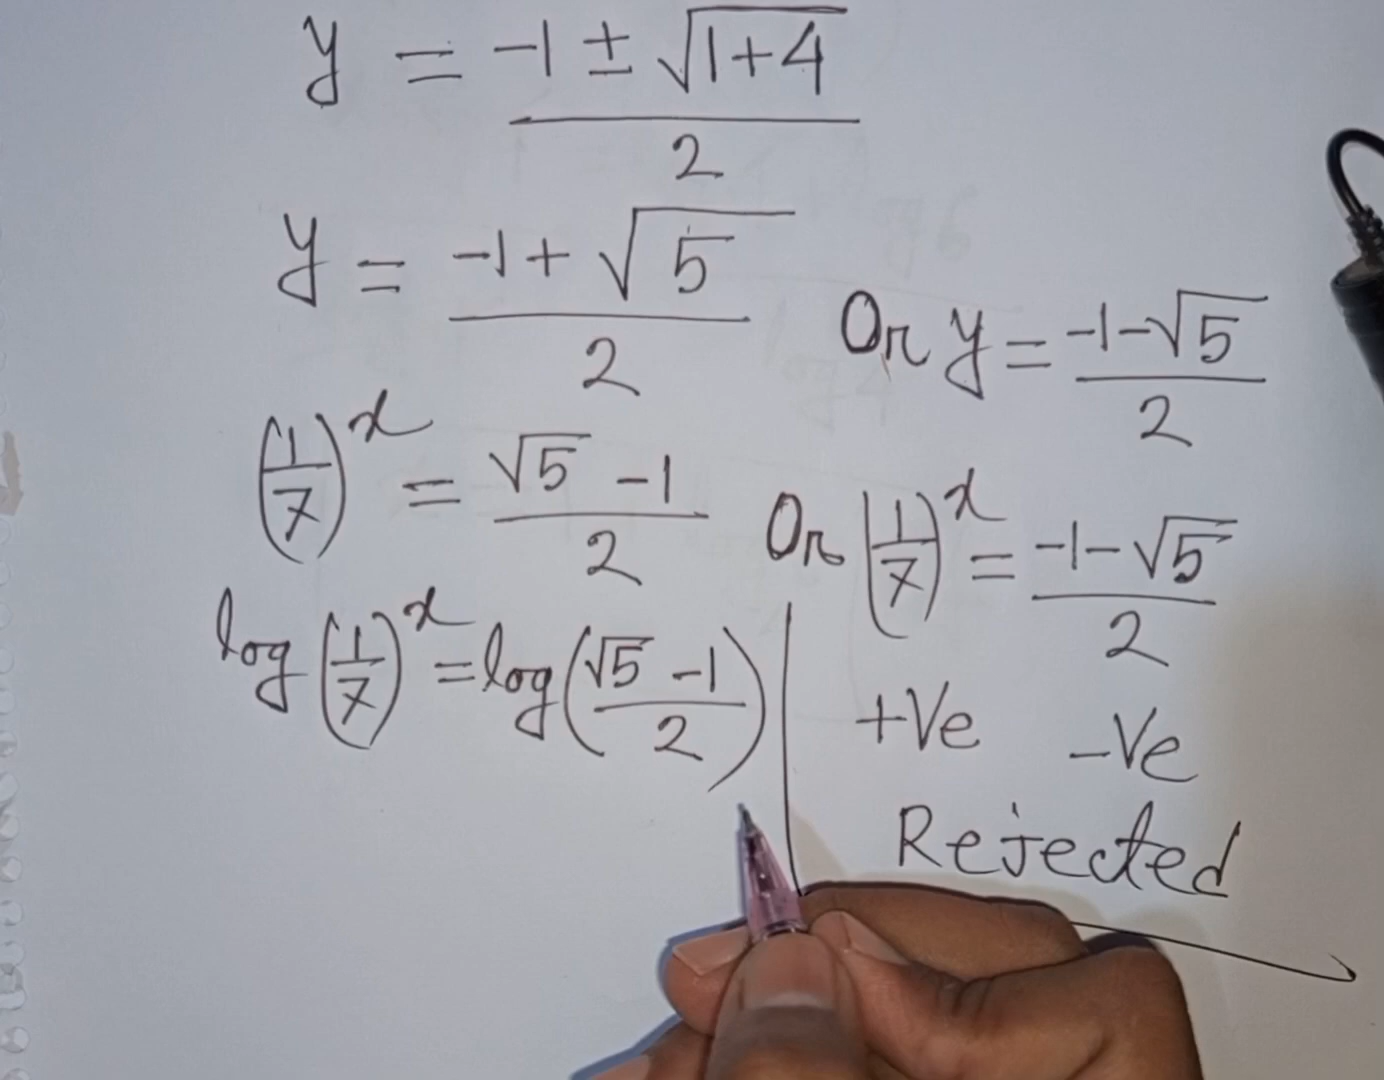 y = (-1 ± √(1+4))/2
y = (-1 + √5)/2 Or y = (-1-√5)/2
(1/7)^x = (√5 -1)/2 Or (1/7)^x = (-1-√5)/2
log (1/7)^x = log ((√5 -1)/2)
+Ve -Ve
Rejected